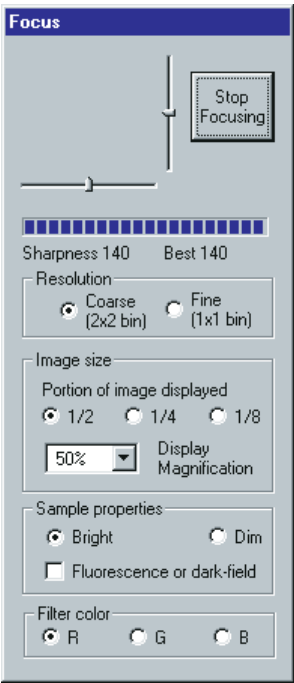 Focus
Stop
Focusing
Sharpness 140 Best 140
Resolution
Coarse
(2x2 bin)
Fine
(1x1 bin)
Image size
Portion of image displayed
1/2 1/4 1/8
50%
Display
Magnification
Sample properties
Bright Dim
Fluorescence or dark-field
Filter color
R G B